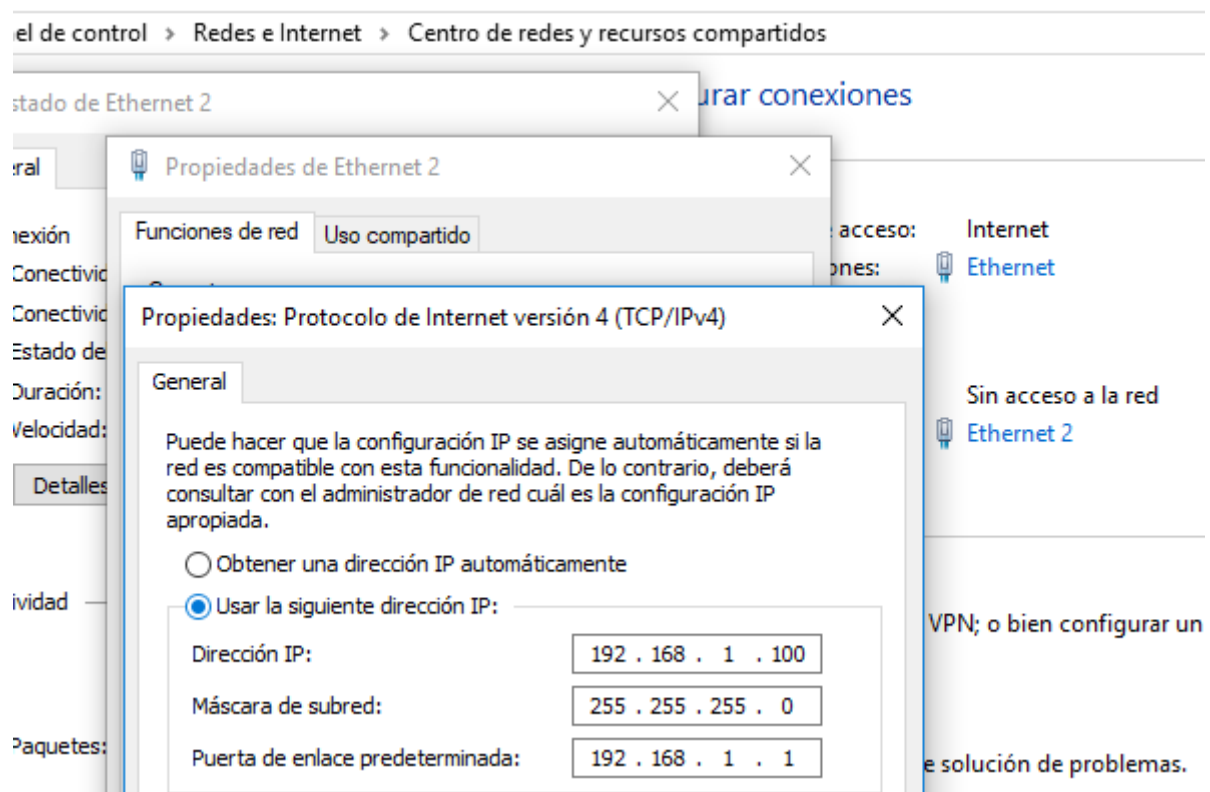 el de control > Redes e Internet > Centro de redes y recursos compartidos
stado de Ethernet 2
urar conexiones
eral
Propiedades de Ethernet 2
Funciones de red
Uso compartido
nexión
acceso:
Internet
Conectivid
ones:
Ethernet
Conectivid
Propiedades: Protocolo de Internet versión 4 (TCP/IPv4)
Estado de
General
Duración:
Sin acceso a la red
Velocidad:
Ethernet 2
Puede hacer que la configuración IP se asigne automáticamente si la
red es compatible con esta funcionalidad. De lo contrario, deberá
consultar con el administrador de red cuál es la configuración IP
apropiada.
Detalles
Obtener una dirección IP automáticamente
ividad
Usar la siguiente dirección IP:
VPN; o bien configurar un
Dirección IP:
192 . 168 . 1 . 100
Máscara de subred:
255 . 255 . 255 . 0
Paquetes:
Puerta de enlace predeterminada:
192 . 168 . 1 . 1
e solución de problemas.